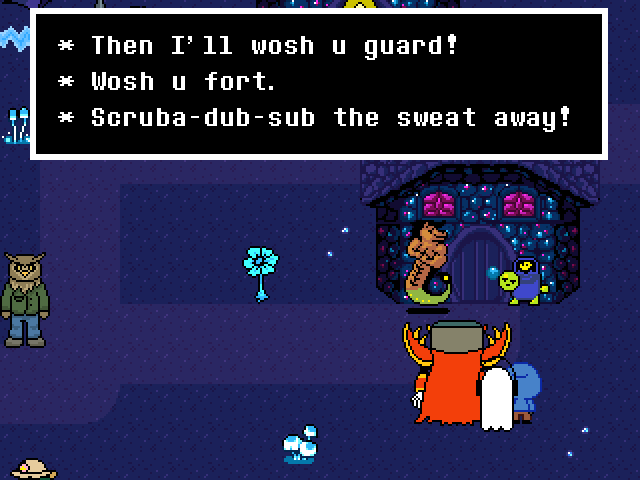 * Then I'll wosh u guard!
* Wosh u fort.
* Scruba-dub-sub the sweat away!